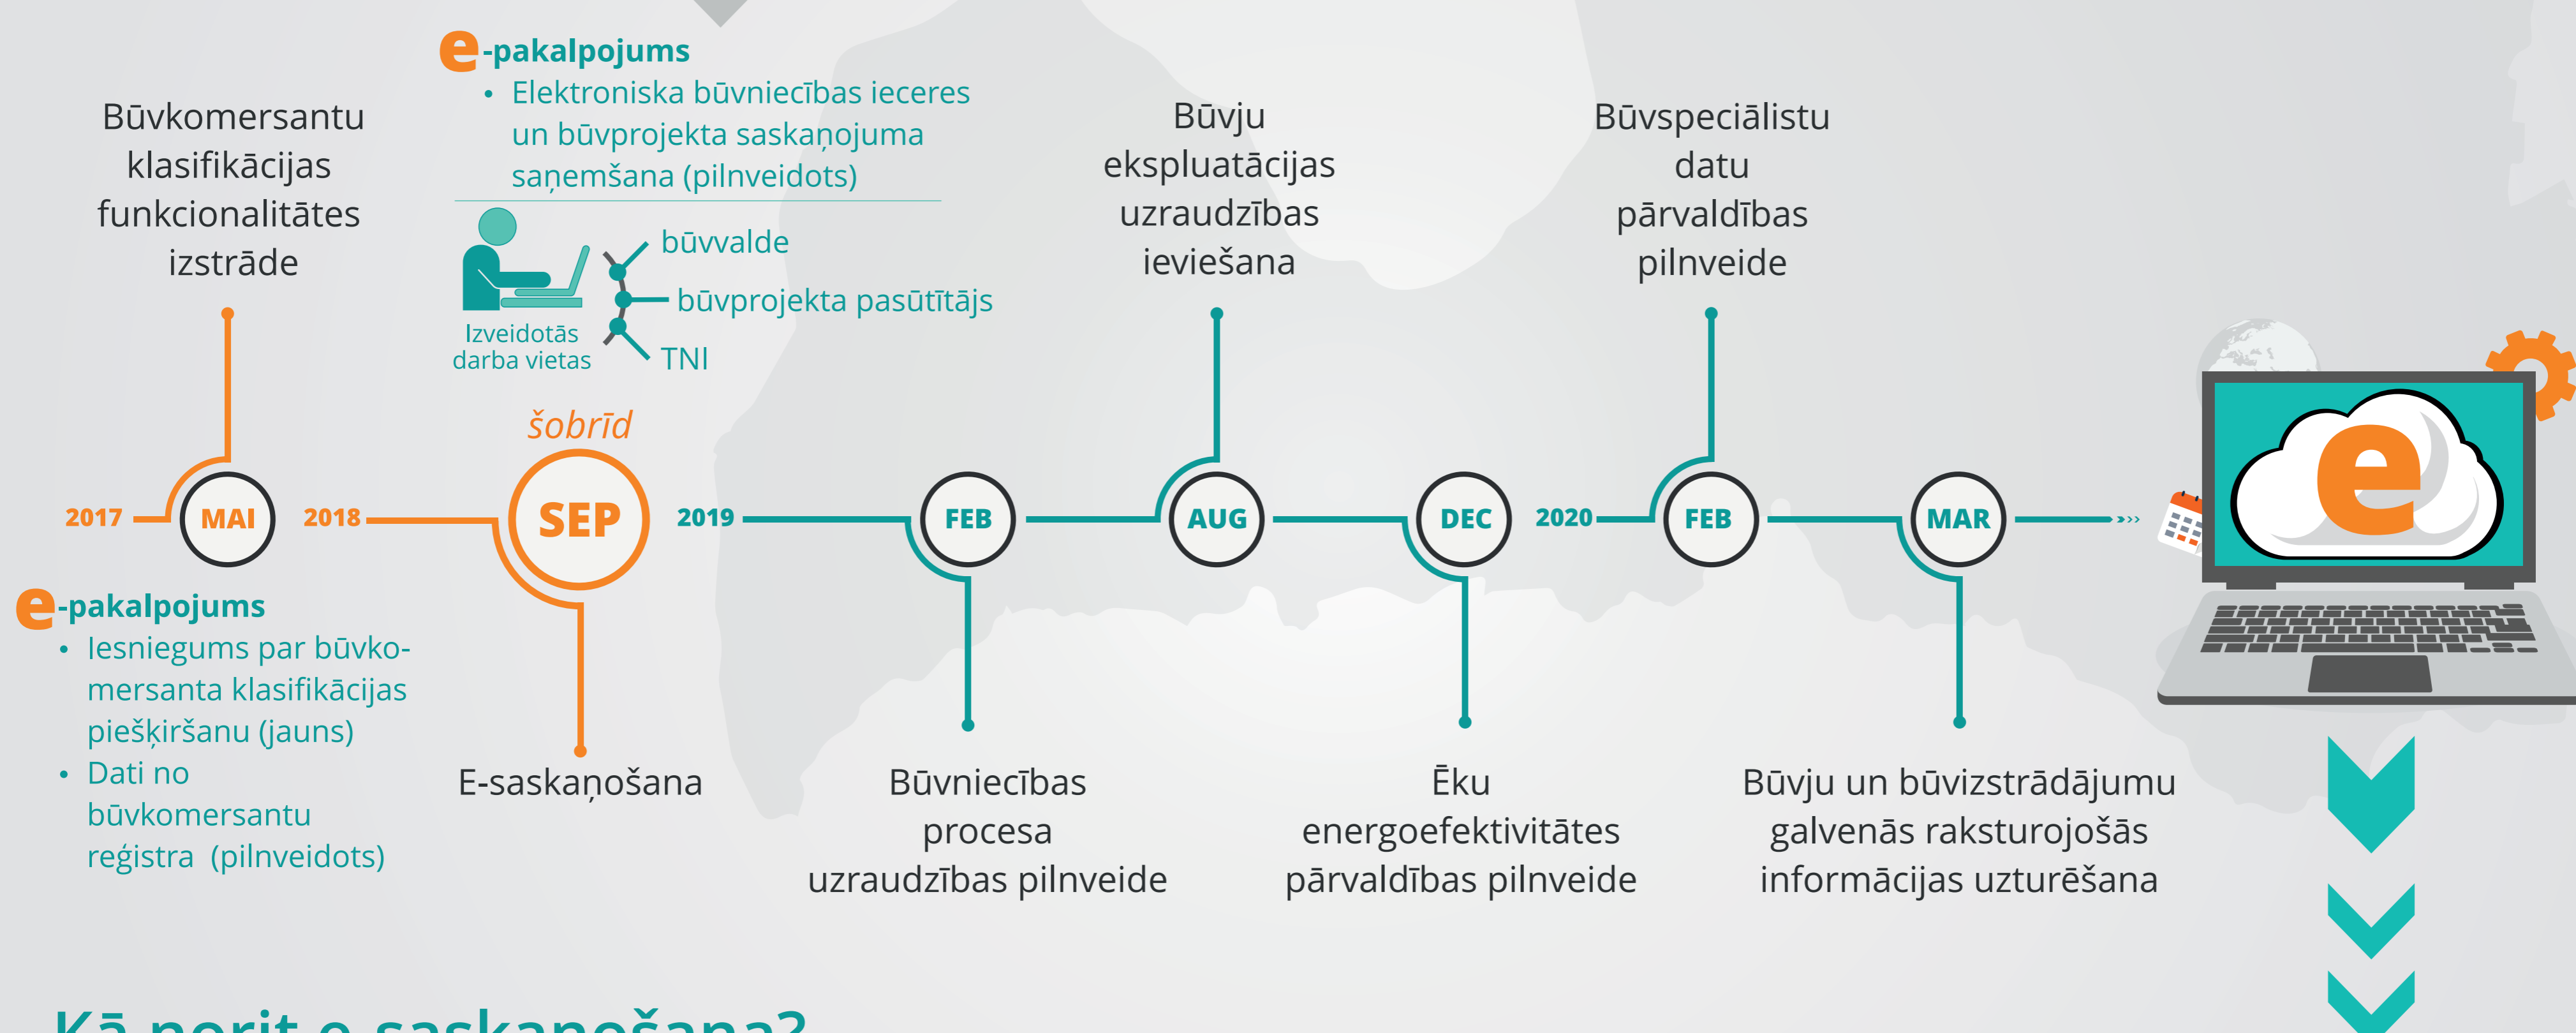 e-pakalpojums
• Elektroniska būvniecības ieceres
un būvprojekta saskaņojuma
saņemšana (pilnveidots)
Izveidotās
darba vietas
būvvalde
būvprojekta pasūtītājs
TNI
Būvkomersantu
klasifikācijas
funkcionalitātes
izstrāde
Būvju
ekspluatācijas
uzraudzības
ieviešana
Būvspeciālistu
datu
pārvaldības
pilnveide
šobrīd
2017 MAI 2018 SEP 2019 FEB AUG DEC 2020 FEB MAR
e
e-pakalpojums
• Iesniegums par būvko-
mersanta klasifikācijas
piešķiršanu (jauns)
• Dati no
būvkomersantu
reģistra (pilnveidots)
E-saskaņošana
Būvniecības
procesa
uzraudzības pilnveide
Ēku
energoefektivitātes
pārvaldības pilnveide
Būvju un būvizstrādājumu
galvenās raksturojošās
informācijas uzturēšana
Kā norit e-saskaņošana?